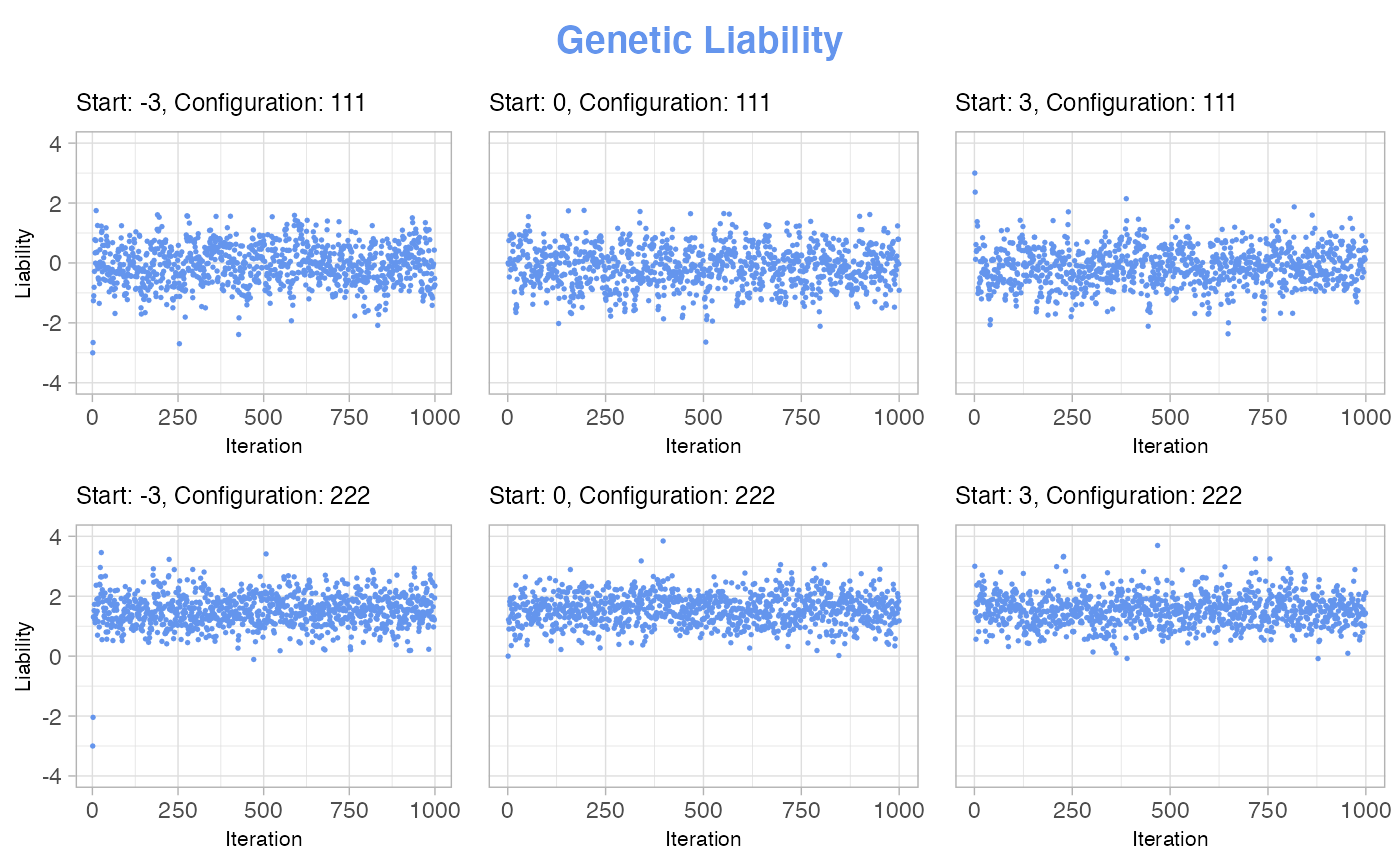 Genetic Liability
Start: -3, Configuration: 111
Start: 0, Configuration: 111
Start: 3, Configuration: 111
4
2
0
-2
-4
Liability
0 250 500 750 1000
0 250 500 750 1000
0 250 500 750 1000
Iteration
Iteration
Iteration
Start: -3, Configuration: 222
Start: 0, Configuration: 222
Start: 3, Configuration: 222
4
2
0
-2
-4
Liability
0 250 500 750 1000
0 250 500 750 1000
0 250 500 750 1000
Iteration
Iteration
Iteration